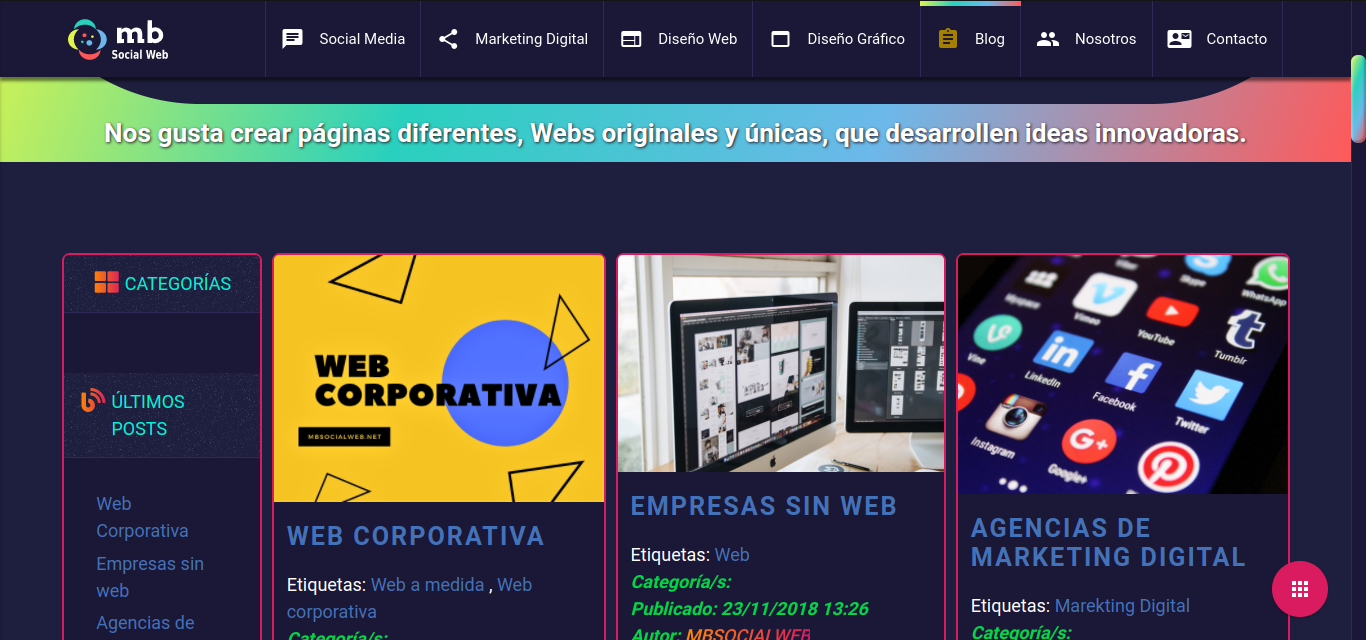 mb
Social Web
Social Media
Marketing Digital
Diseño Web
Diseño Gráfico
Blog
Nosotros
Contacto
Nos gusta crear páginas diferentes, Webs originales y únicas, que desarrollen ideas innovadoras.
CATEGORÍAS
ÚLTIMOS
POSTS
Web
Corporativa
Empresas sin
web
Agencias de
WEB
CORPORATIVA
MBSOCIALWEB.NET
WEB CORPORATIVA
Etiquetas: Web a medida , Web
corporativa
Categoría/s:
EMPRESAS SIN WEB
Etiquetas: Web
Categoría/s:
Publicado: 23/11/2018 13:26
Autor: MBSOCIALWEB
Viber
Skype
WhatsApp
Myspace
Vimeo
YouTube
Tumblr
Vine
LinkedIn
Facebook
Twitter
Instagram
Google+
AGENCIAS DE
MARKETING DIGITAL
Etiquetas: Marekting Digital
Categoría/s: